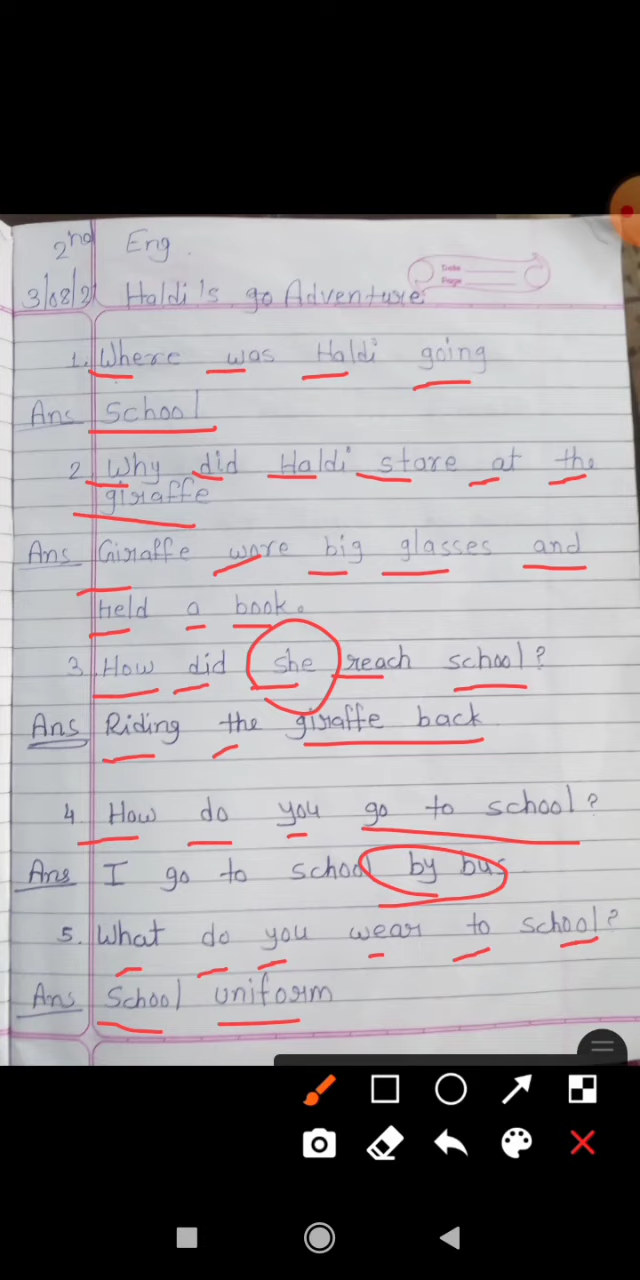 2nd Eng.
Date
Page
3/08/21 Haldi's go Adventure
1. Where was Haldi going
Ans School
2 Why did Haldi stare at the
giraffe
Ans Giraffe wore big glasses and
held a book.
3. How did she reach school?
Ans Riding the giraffe back
4. How do you go to school?
Ans I go to school by bus
5. What do you wear to school?
Ans School uniform